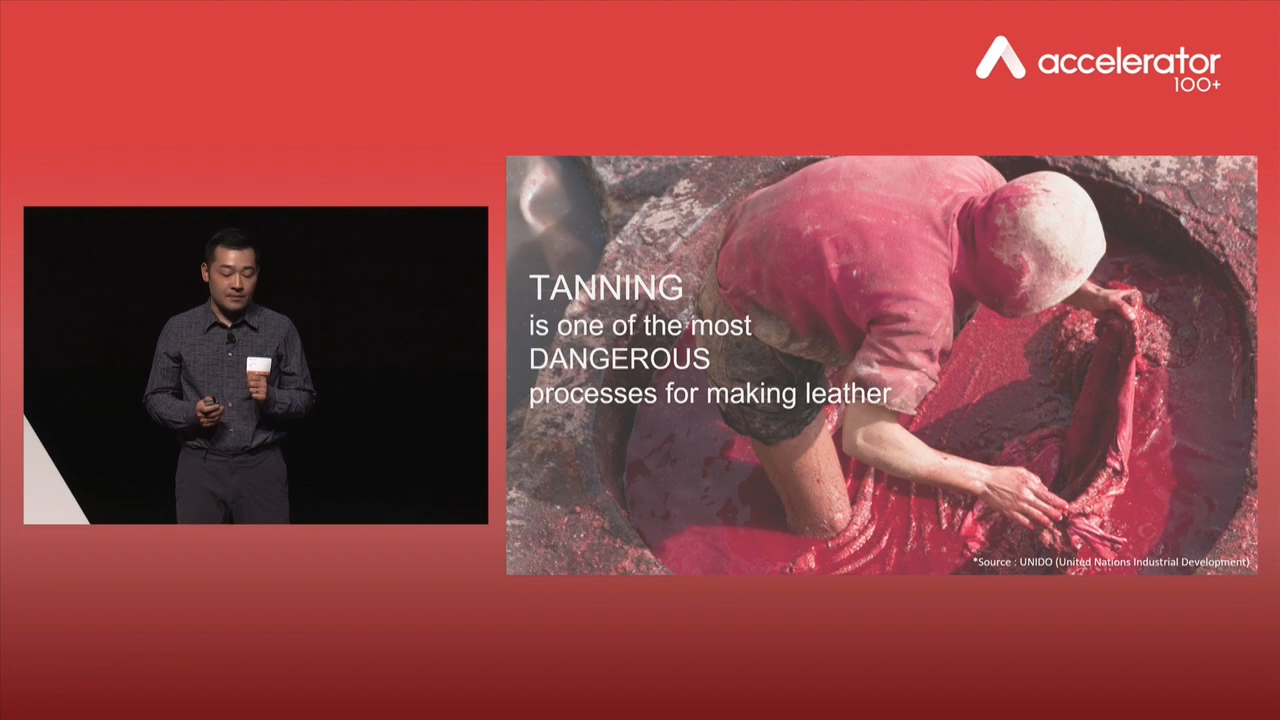 accelerator
100+
TANNING
is one of the most
DANGEROUS
processes for making leather
*Source : UNIDO (United Nations Industrial Development)